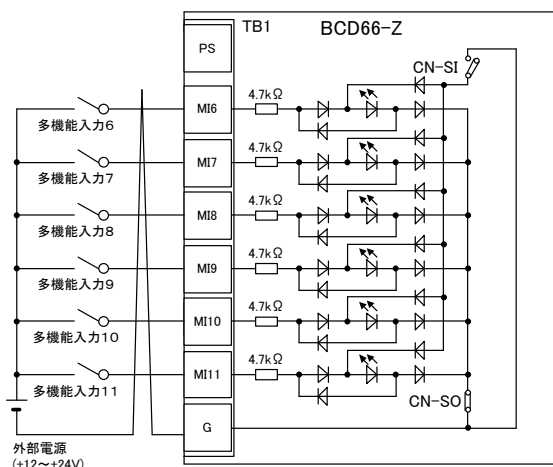 TB1
BCD66-Z
PS
CN-SI
4.7kΩ
MI6
多機能入力6
4.7kΩ
MI7
多機能入力7
4.7kΩ
MI8
多機能入力8
4.7kΩ
MI9
多機能入力9
4.7kΩ
MI10
多機能入力10
4.7kΩ
MI11
多機能入力11
CN-SO
G
外部電源
(+12～+24V)